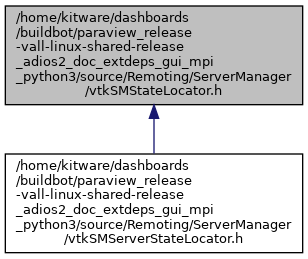 /home/kitware/dashboards
/buildbot/paraview_release
-vall-linux-shared-release
_adios2_doc_extdeps_gui_mpi
_python3/source/Remoting/ServerManager
/vtkSMStateLocator.h
/home/kitware/dashboards
/buildbot/paraview_release
-vall-linux-shared-release
_adios2_doc_extdeps_gui_mpi
_python3/source/Remoting/ServerManager
/vtkSMServerStateLocator.h